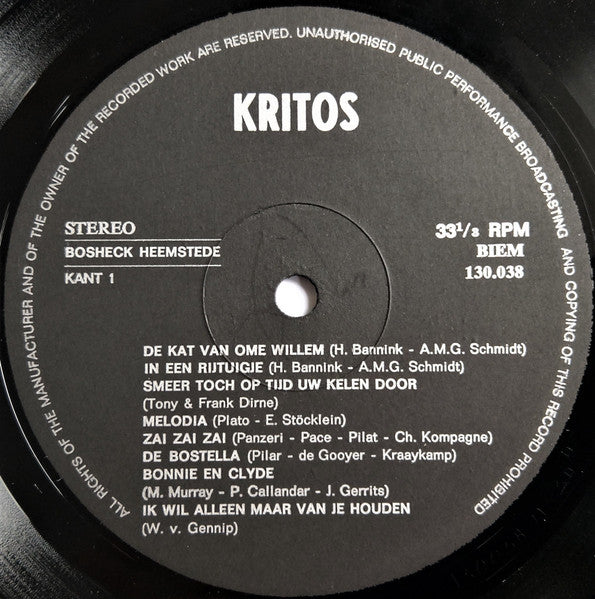 ALL RIGHTS OF THE MANUFACTURER AND OF THE OWNER OF THE RECORDED WORK ARE RESERVED. UNAUTHORISED PUBLIC PERFORMANCE BROADCASTING AND COPYING OF THIS RECORD PROHIBITED
KRITOS
STEREO
BOSHECK HEEMSTEDE
KANT 1
33 1/3 RPM
BIEM
130.038
DE KAT VAN OME WILLEM (H. Bannink - A.M.G. Schmidt)
IN EEN RIJTUIGJE (H. Bannink - A.M.G. Schmidt)
SMEER TOCH OP TIJD UW KELEN DOOR
(Tony & Frank Dirne)
MELODIA (Plato - E. Stöcklein)
ZAI ZAI ZAI (Panzeri - Pace - Pilat - Ch. Kompagne)
DE BOSTELLA (Pilar - de Gooyer - Kraaykamp)
BONNIE EN CLYDE
(M. Murray - P. Callandar - J. Gerrits)
IK WIL ALLEEN MAAR VAN JE HOUDEN
(W. v. Gennip)